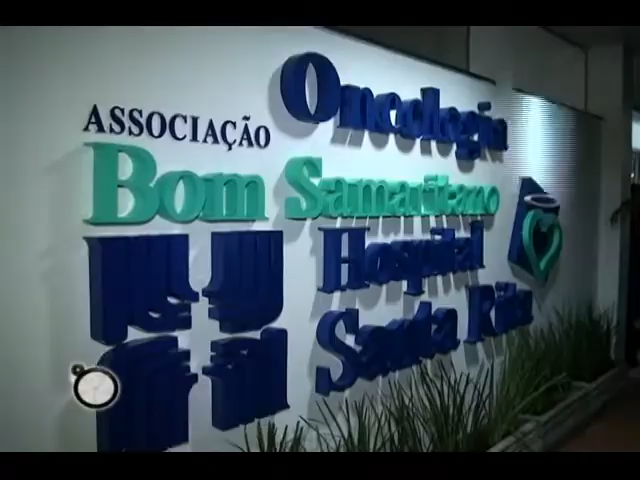 Oncologia
ASSOCIAÇÃO
Bom Samaritano
Hospital
Santa Rita